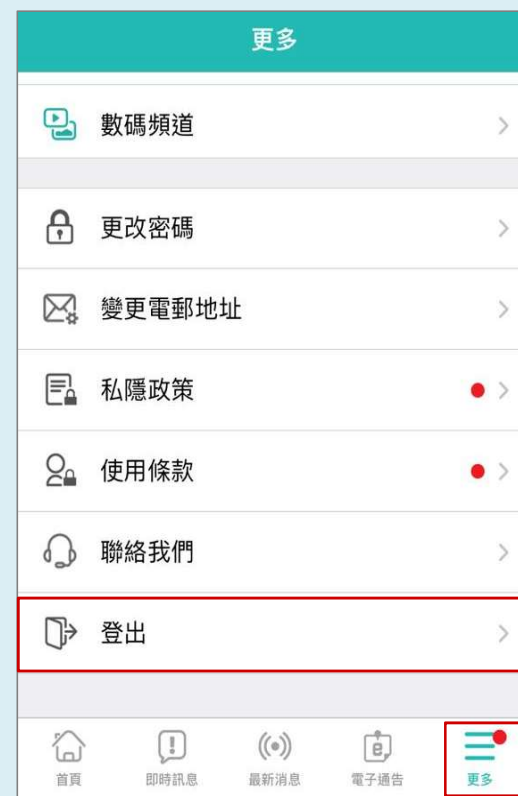 更多
數碼頻道
更改密碼
變更電郵地址
私隱政策
使用條款
聯絡我們
登出
首頁 即時訊息 最新消息 電子通告 更多